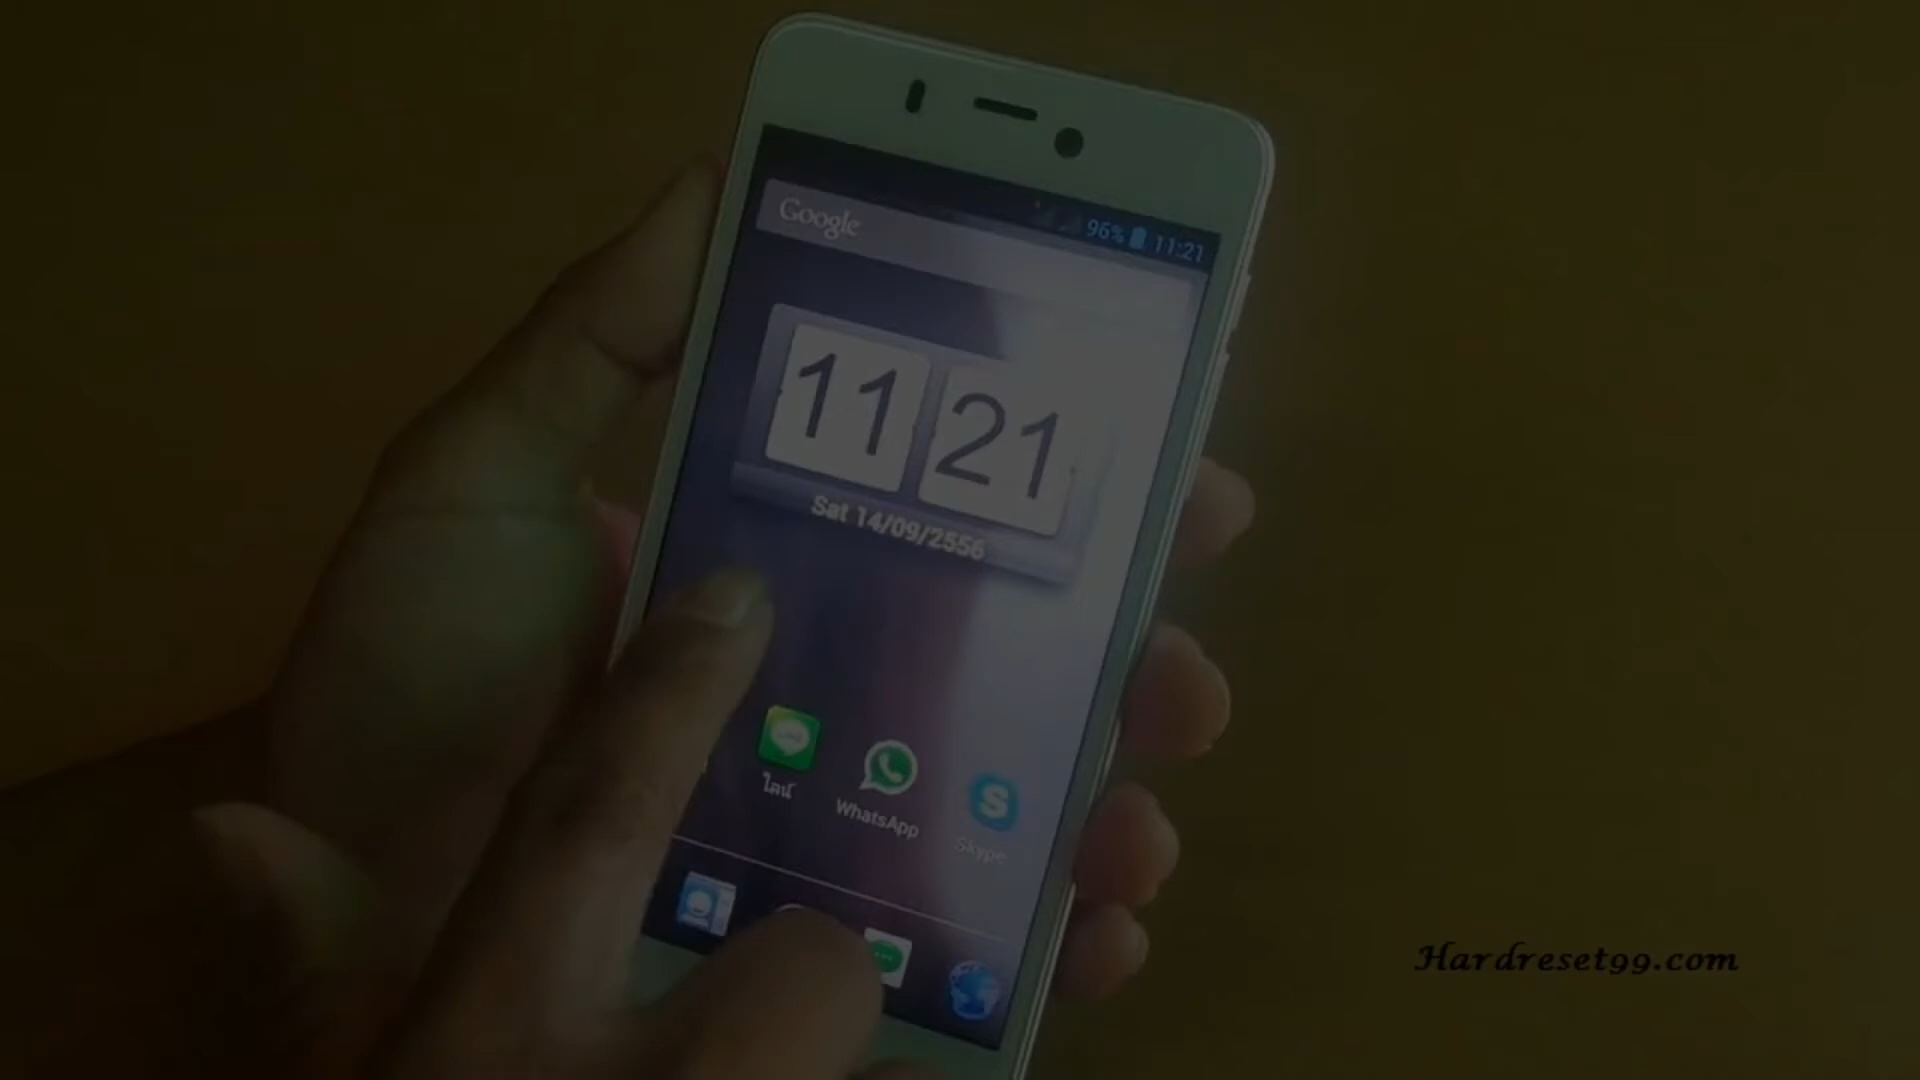 Google
96% 11:21
11 21
Sat 14/09/2556
ไลน์
WhatsApp
Skype
Hardreset99.com